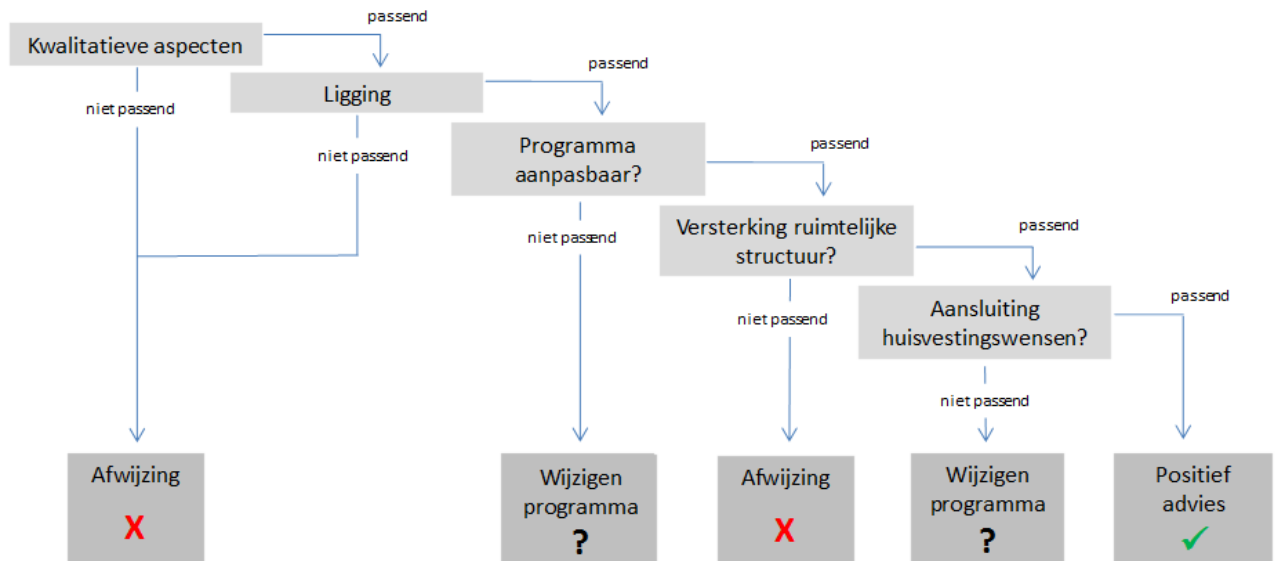 passend
Kwalitatieve aspecten
niet passend
passend
Ligging
niet passend
passend
Programma
aanpasbaar?
niet passend
passend
Versterking ruimtelijke
structuur?
niet passend
passend
Aansluiting
huisvestingswensen?
niet passend
Afwijzing
X
Wijzigen
programma
?
Afwijzing
X
Wijzigen
programma
?
Positief
advies
✓